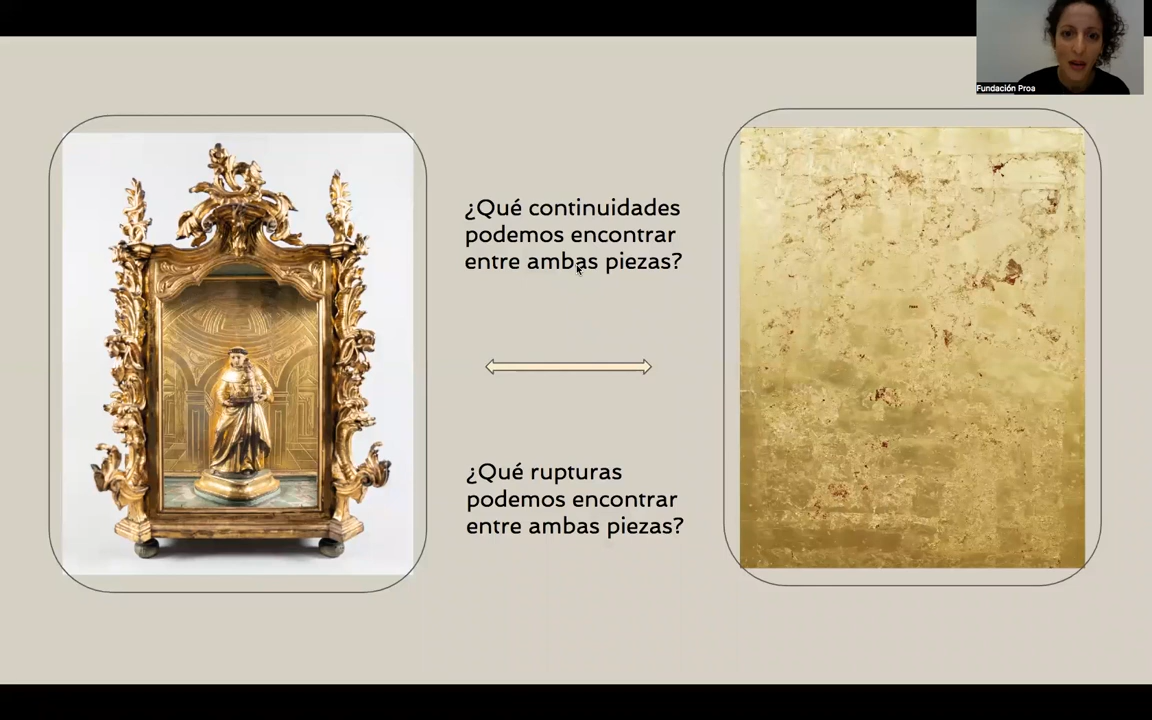 Fundación Proa
¿Qué continuidades
podemos encontrar
entre ambas piezas?
¿Qué rupturas
podemos encontrar
entre ambas piezas?